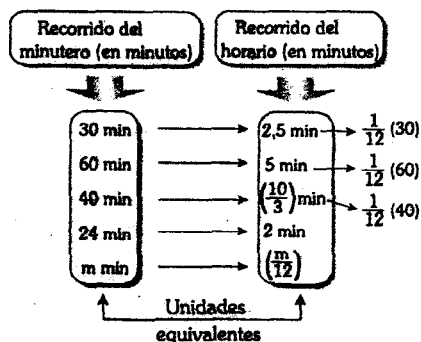 Recorrido del
minutero (en minutos)
Recorrido del
horario (en minutos)
30 min → 2,5 min → 1/12 (30)
60 min → 5 min → 1/12 (60)
40 min → (10/3) min → 1/12 (40)
24 min → 2 min
m min → (m/12)
Unidades
equivalentes